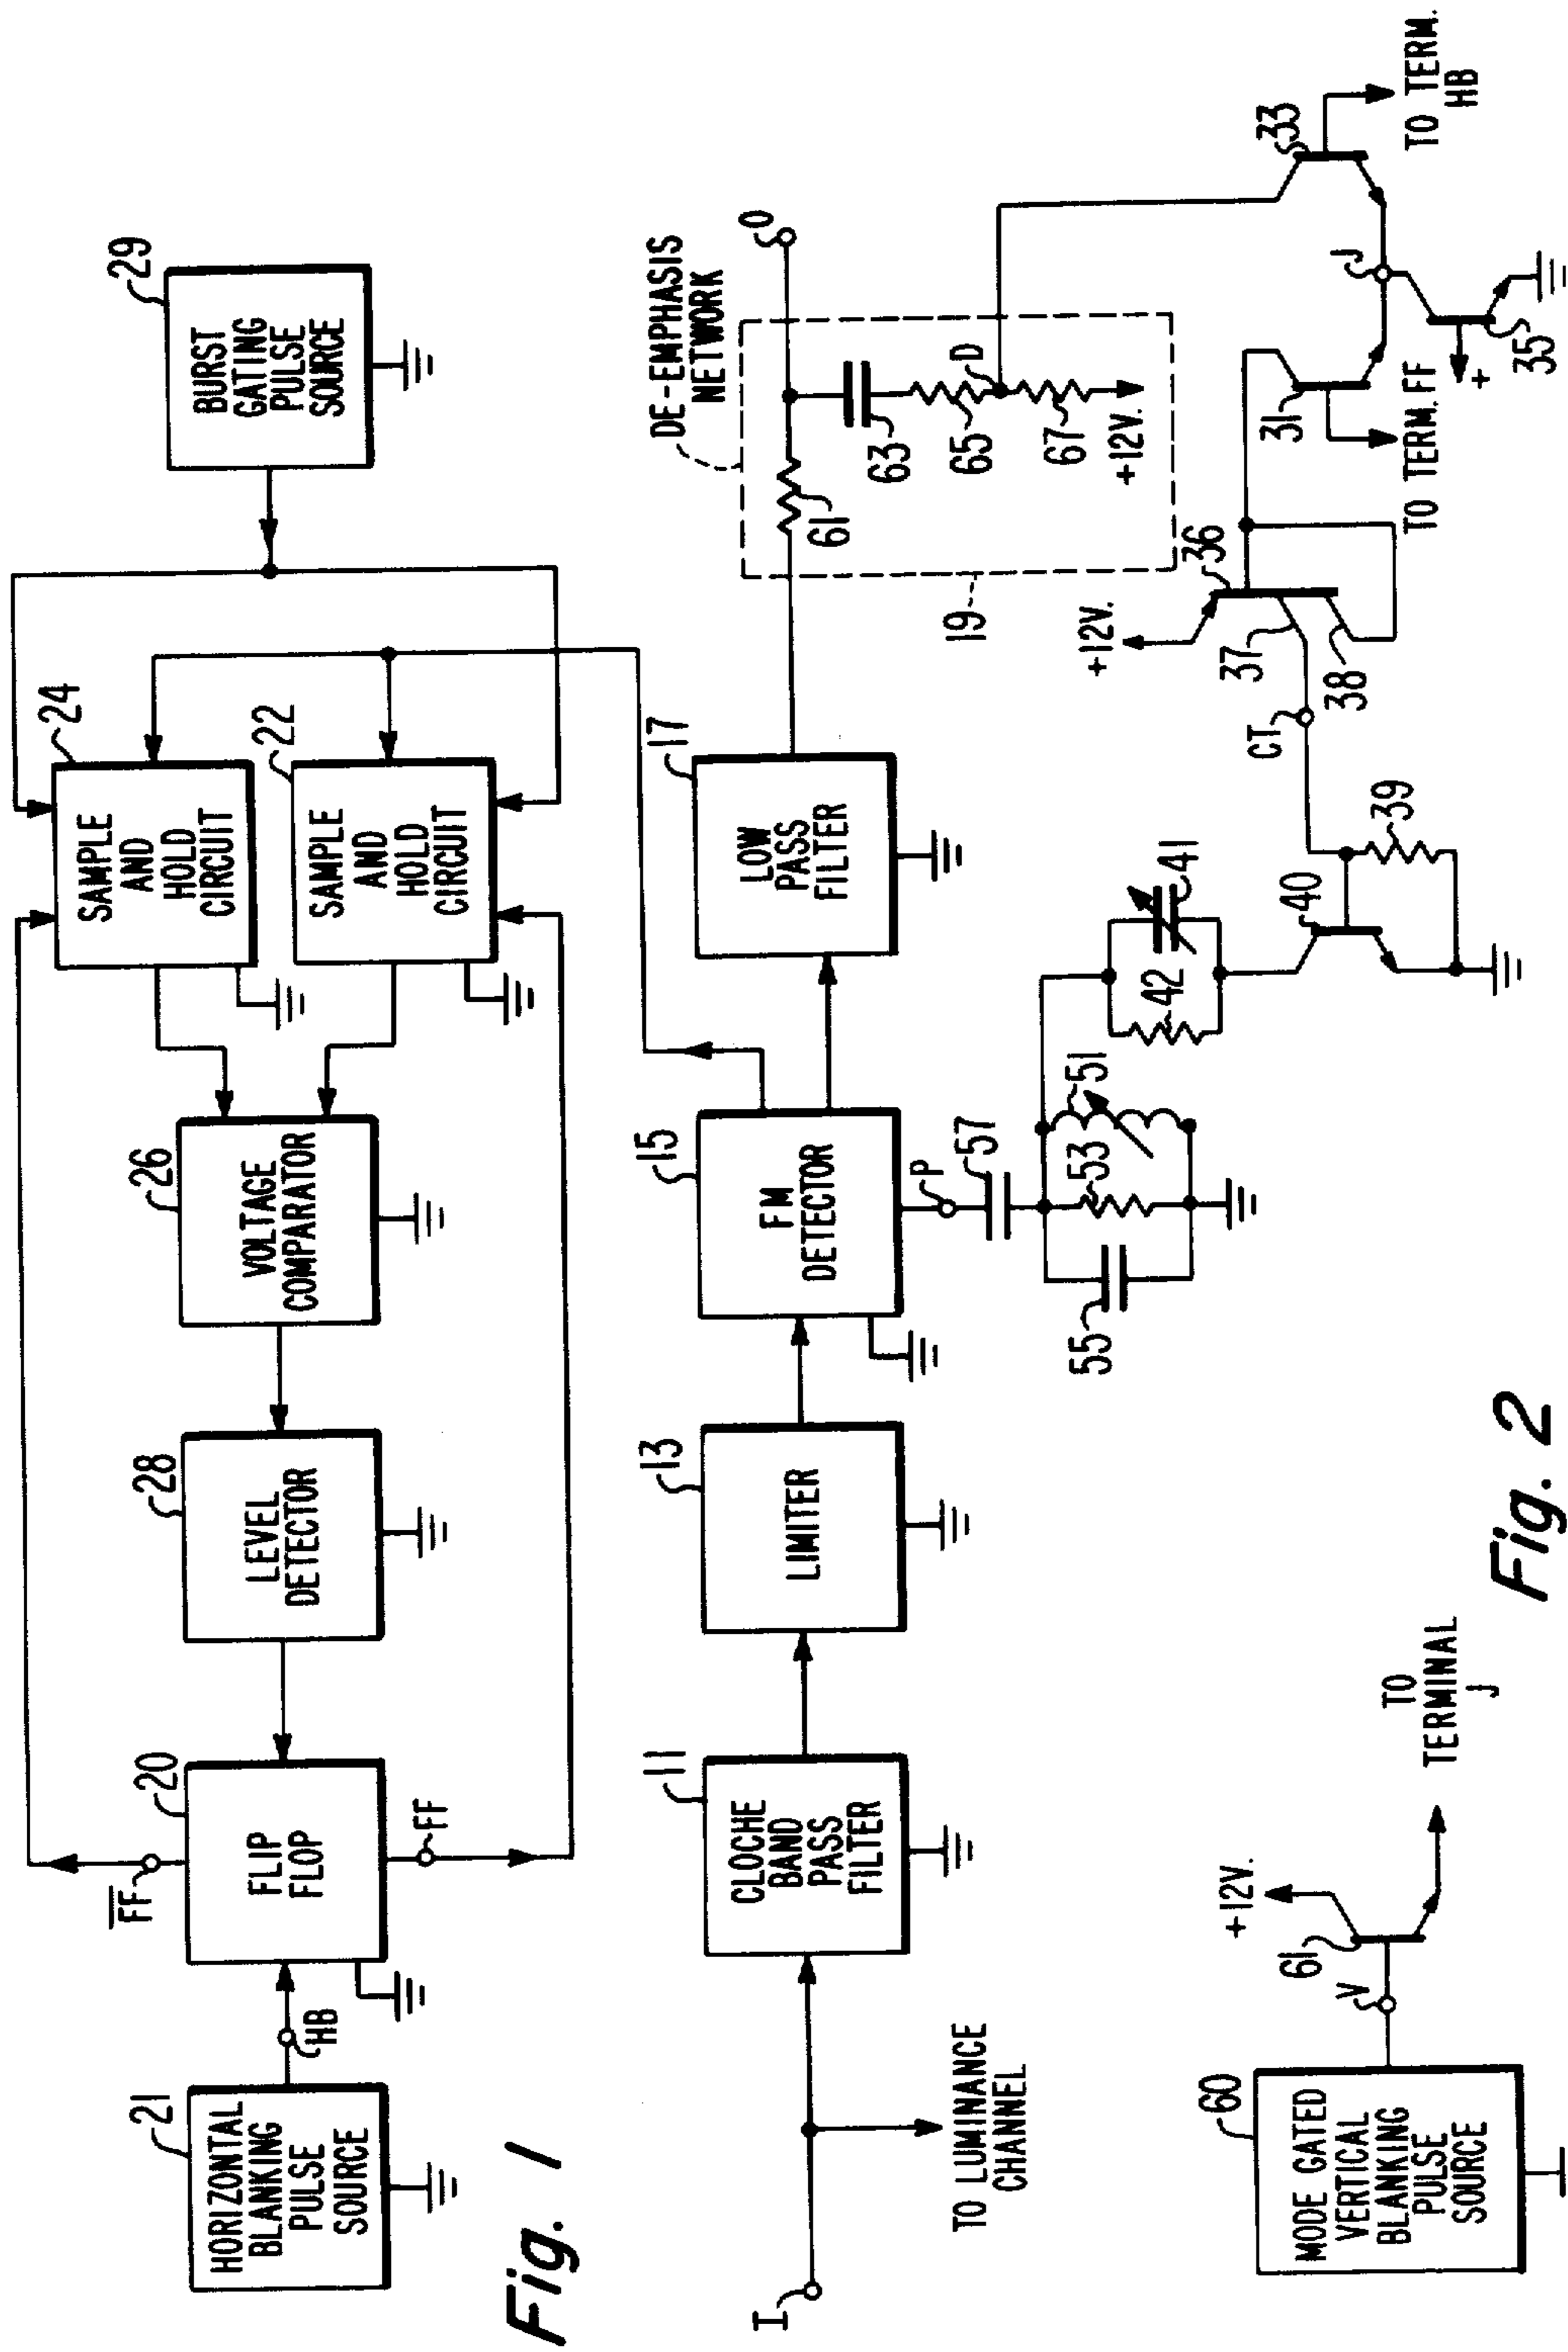 29
BURST
GATING
PULSE
SOURCE
24
SAMPLE
AND
HOLD
CIRCUIT
22
SAMPLE
AND
HOLD
CIRCUIT
26
VOLTAGE
COMPARATOR
28
LEVEL
DETECTOR
20
FLIP
FLOP
FF
FF
HB
21
HORIZONTAL
BLANKING
PULSE
SOURCE
Fig. 1
I
TO LUMINANCE
CHANNEL
11
CLOCHE
BAND
PASS
FILTER
13
LIMITER
15
FM
DETECTOR
17
LOW
PASS
FILTER
DE-EMPHASIS
NETWORK
O
61
63
65
D
67
+12V.
19
P
57
55
53
51
42
41
40
39
CT
37
38
36
+12V.
31
TO TERM. FF
33
TO TERM.
HB
J
+
35
60
MODE GATED
VERTICAL
BLANKING
PULSE
SOURCE
V
61
+12V.
TO
TERMINAL
J
Fig. 2